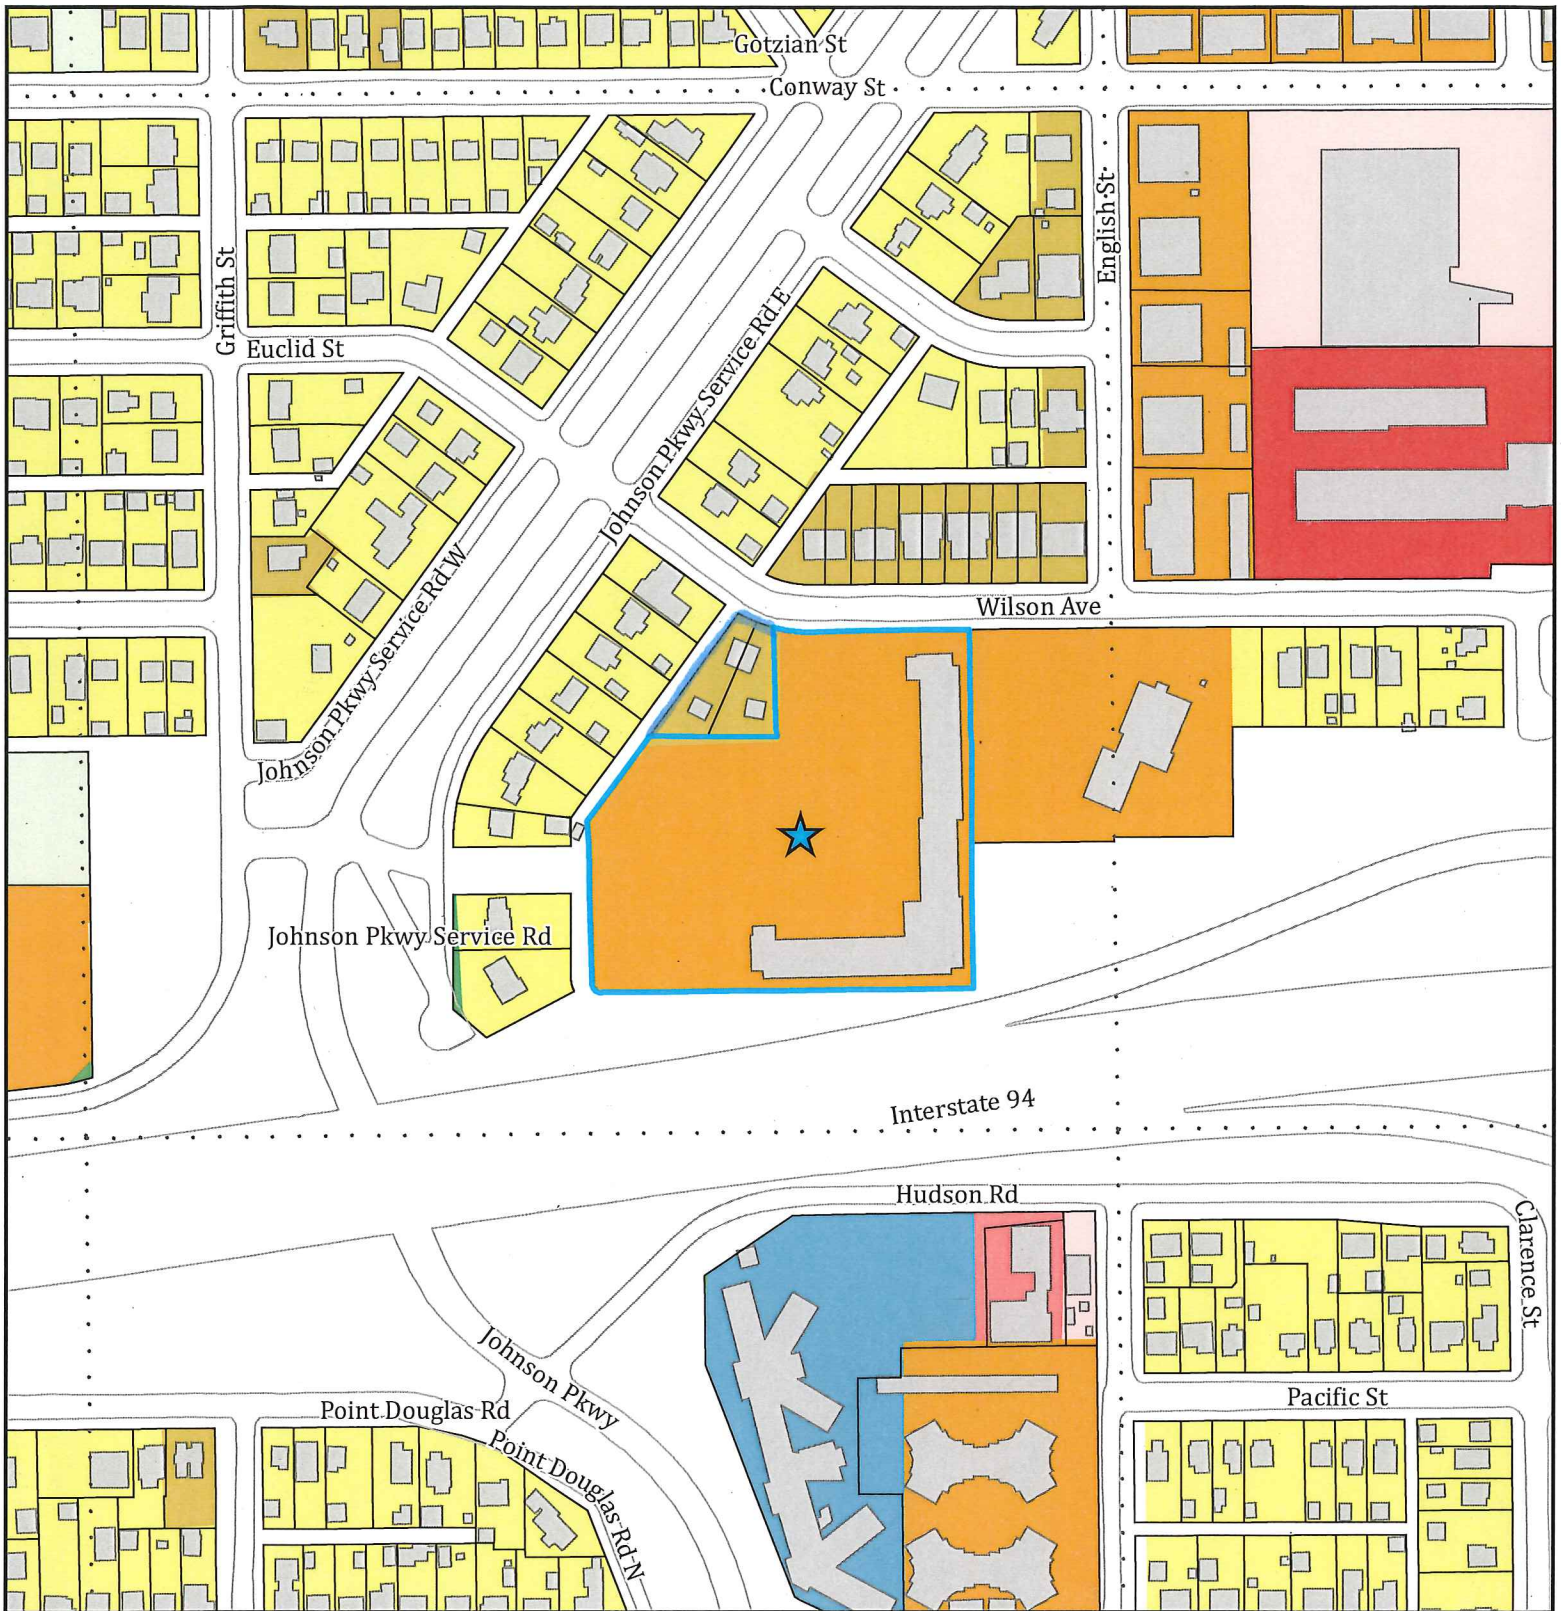 Gotzian St
Conway St
English St
Griffith St
Euclid St
Johnson Pkwy Service Rd E
Johnson Pkwy Service Rd W
Wilson Ave
Johnson Pkwy Service Rd
Interstate 94
Hudson Rd
Clarence St
Johnson Pkwy
Pacific St
Point Douglas Rd
Point Douglas Rd N